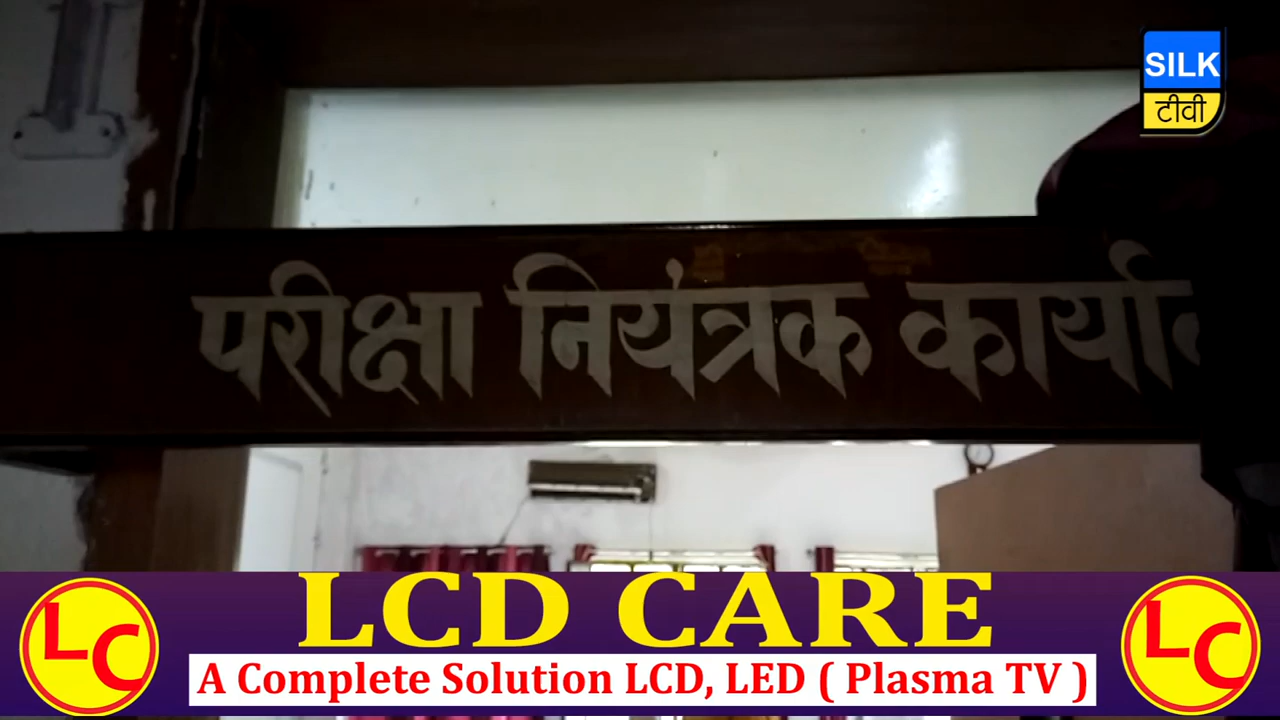 SILK
टीवी
परीक्षा नियंत्रक
LCD CARE
LC
A Complete Solution LCD, LED ( Plasma TV )
LC